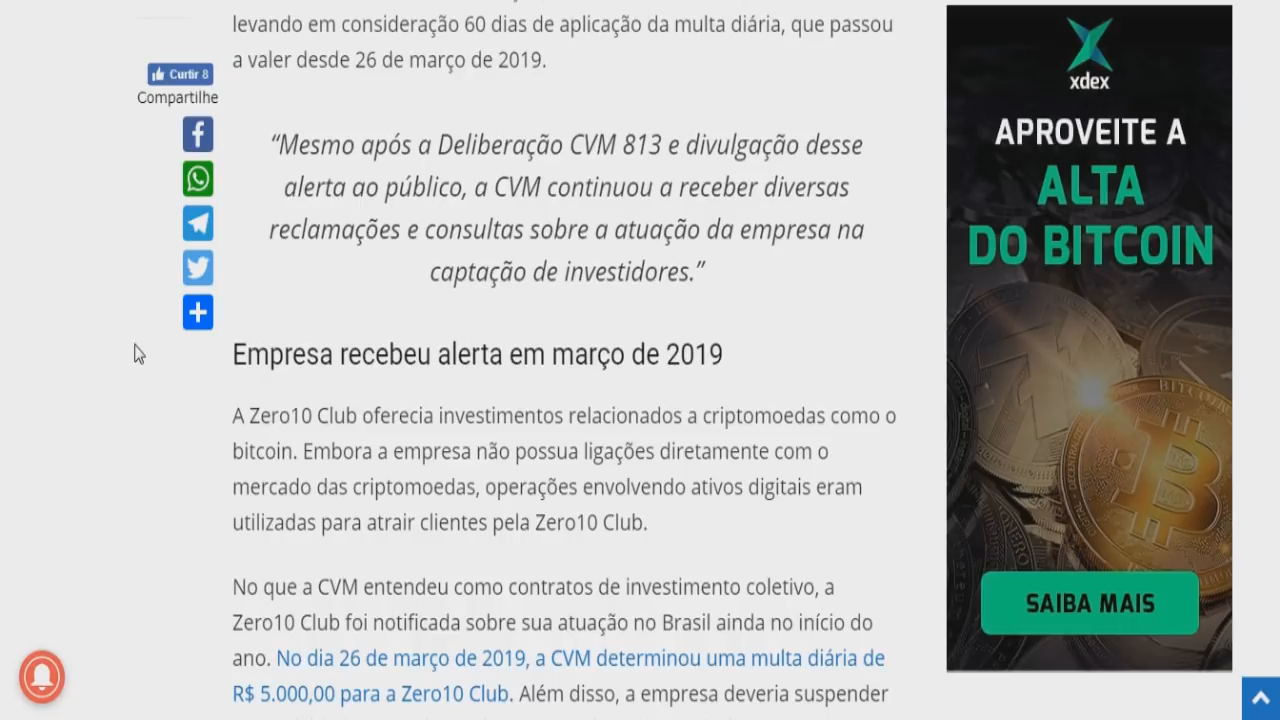 levando em consideração 60 dias de aplicação da multa diária, que passou
a valer desde 26 de março de 2019.
Curtir 8
Compartilhe
“Mesmo após a Deliberação CVM 813 e divulgação desse
alerta ao público, a CVM continuou a receber diversas
reclamações e consultas sobre a atuação da empresa na
captação de investidores.”
Empresa recebeu alerta em março de 2019
A Zero10 Club oferecia investimentos relacionados a criptomoedas como o
bitcoin. Embora a empresa não possua ligações diretamente com o
mercado das criptomoedas, operações envolvendo ativos digitais eram
utilizadas para atrair clientes pela Zero10 Club.
No que a CVM entendeu como contratos de investimento coletivo, a
Zero10 Club foi notificada sobre sua atuação no Brasil ainda no início do
ano. No dia 26 de março de 2019, a CVM determinou uma multa diária de
R$ 5.000,00 para a Zero10 Club. Além disso, a empresa deveria suspender
xdex
APROVEITE A
ALTA
DO BITCOIN
SAIBA MAIS